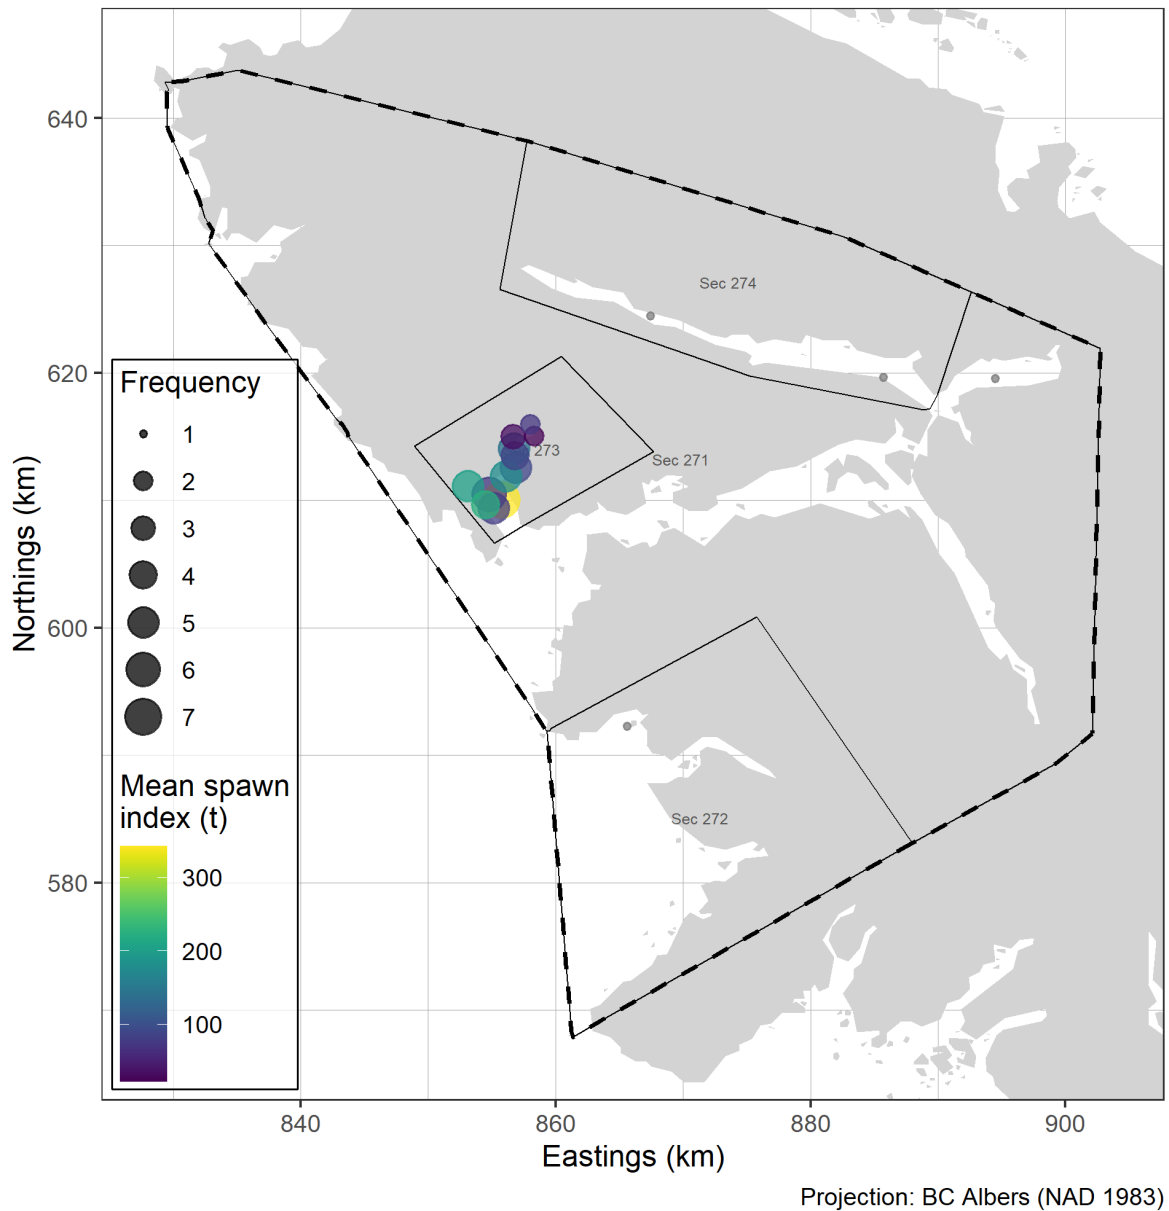 640
620
600
580
Northings (km)
Sec 274
273
Sec 271
Sec 272
Frequency
1
2
3
4
5
6
7
Mean spawn
index (t)
300
200
100
840
860
880
900
Eastings (km)
Projection: BC Albers (NAD 1983)